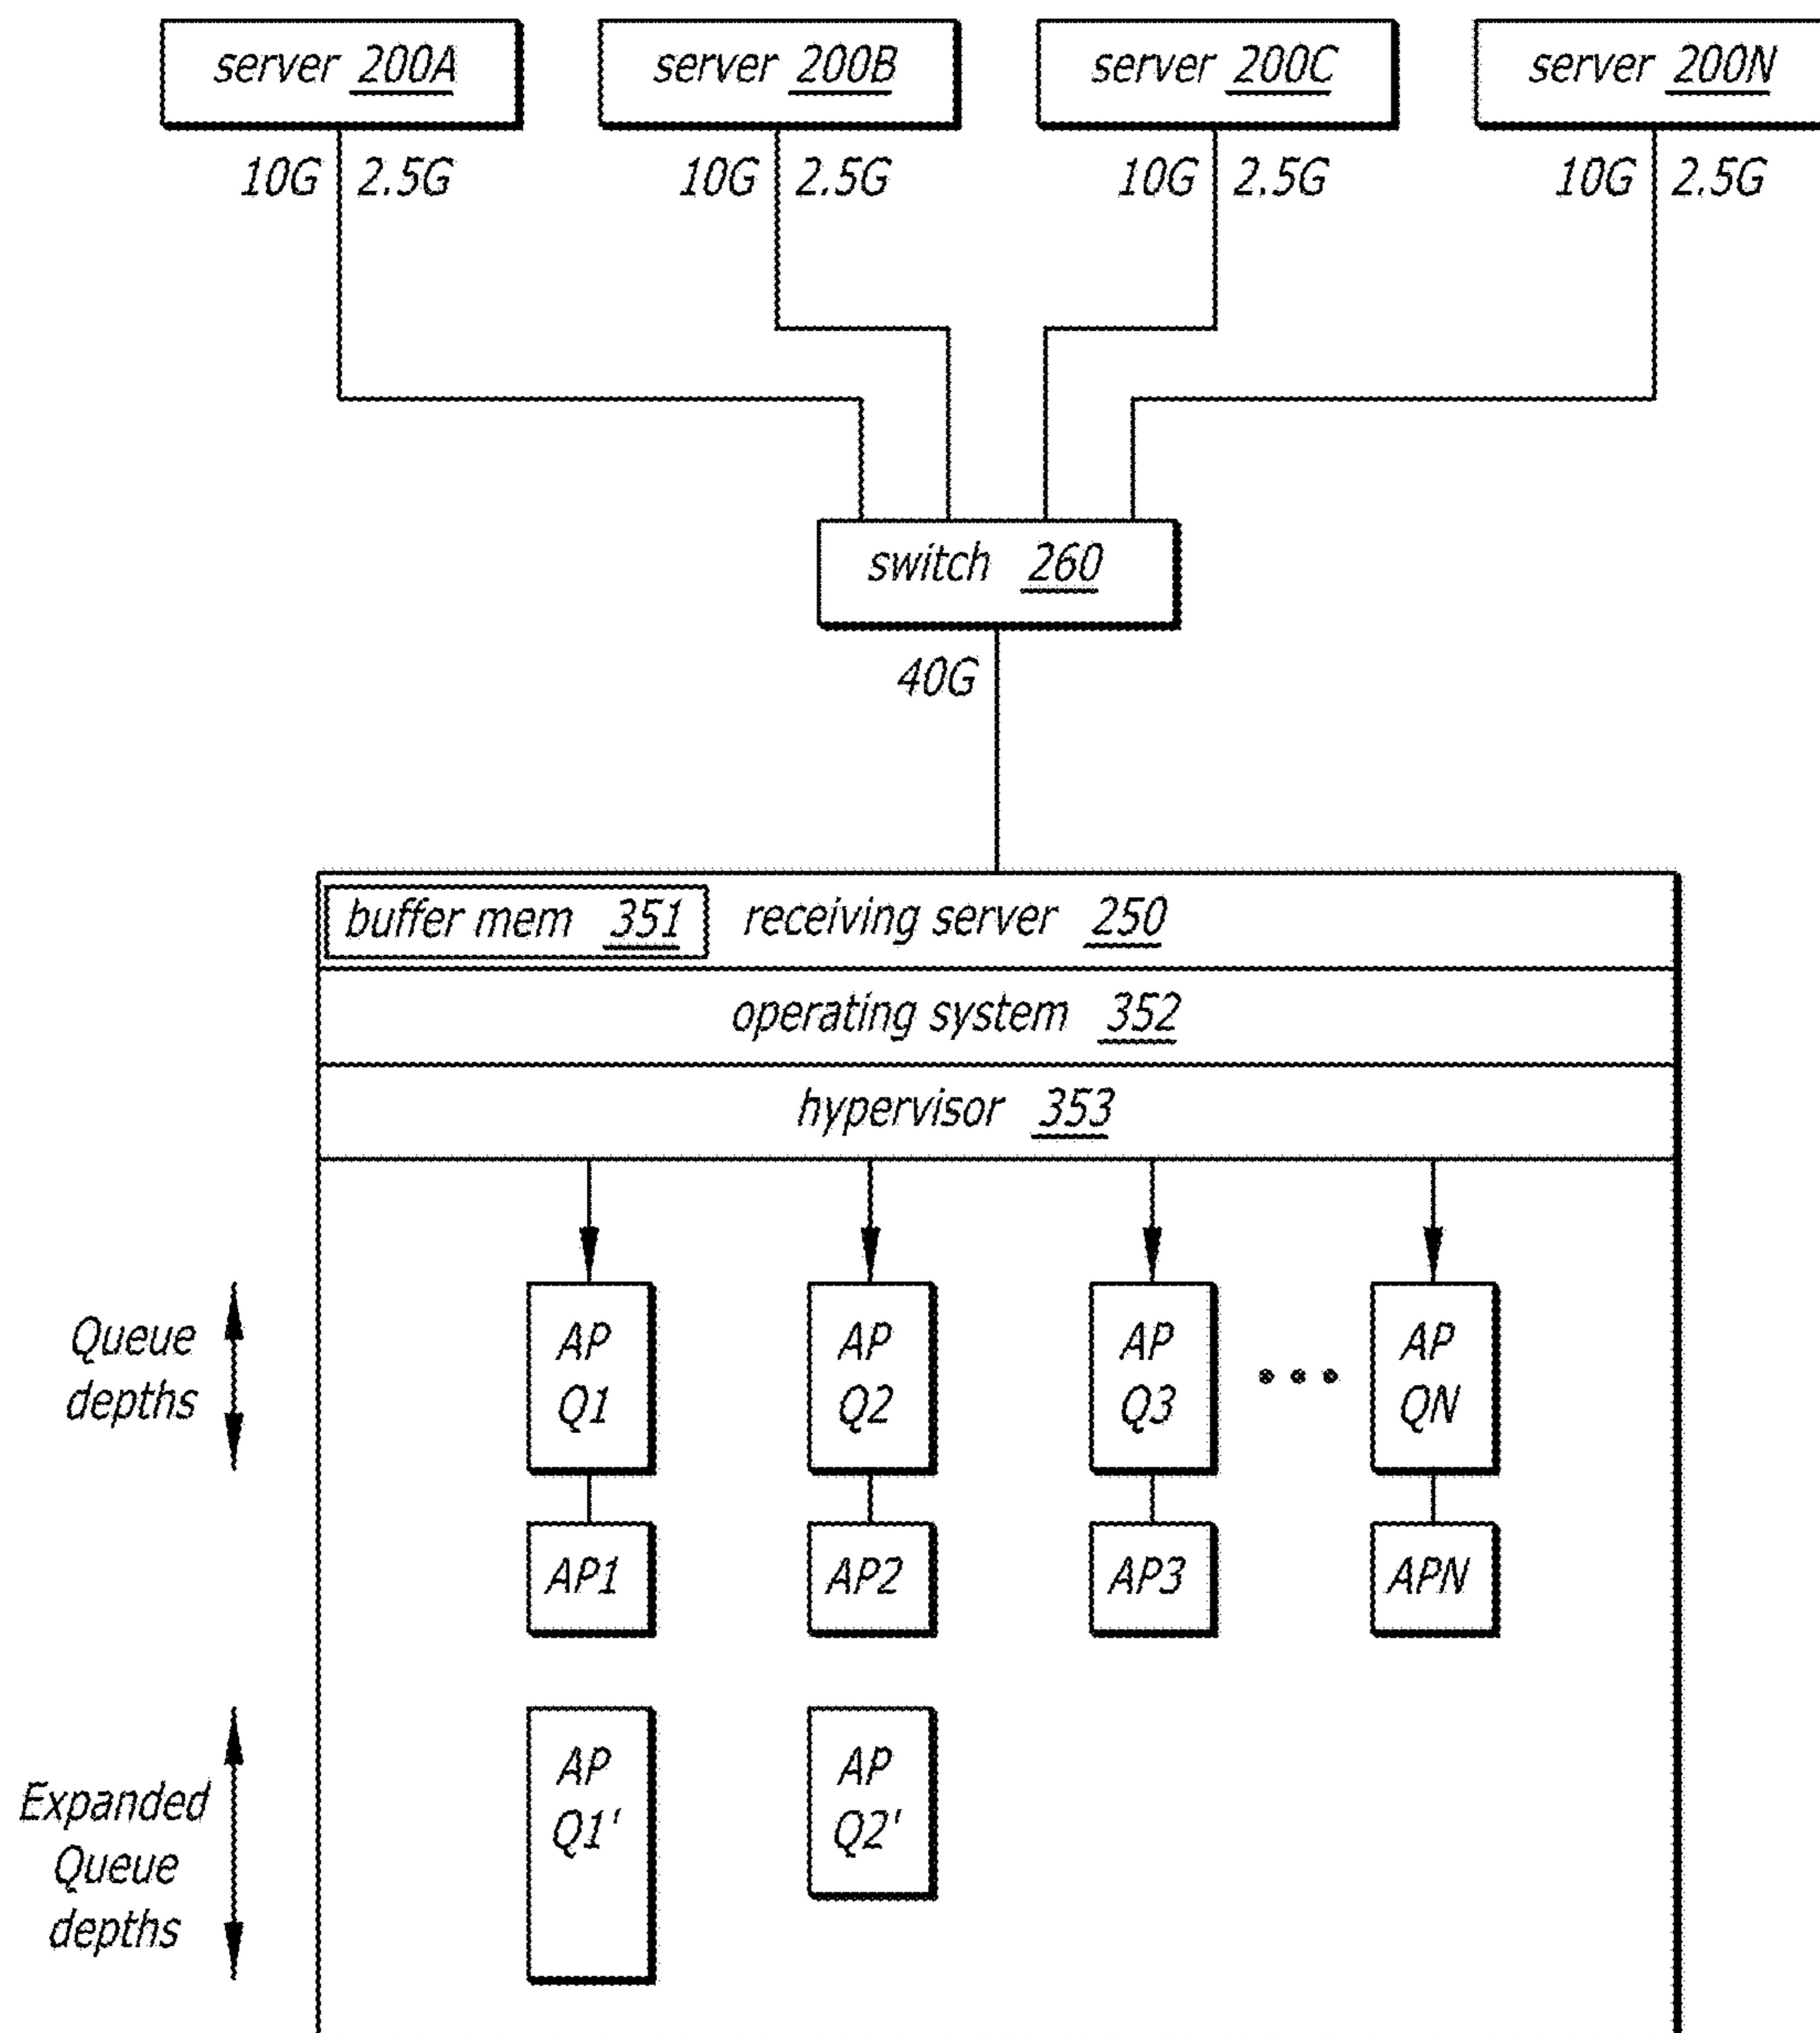 server 200A
server 200B
server 200C
server 200N
10G 2.5G
10G 2.5G
10G 2.5G
10G 2.5G
switch 260
40G
buffer mem 351
receiving server 250
operating system 352
hypervisor 353
Queue
depths
AP
Q1
AP
Q2
AP
Q3
AP
QN
AP1
AP2
AP3
APN
Expanded
Queue
depths
AP
Q1'
AP
Q2'